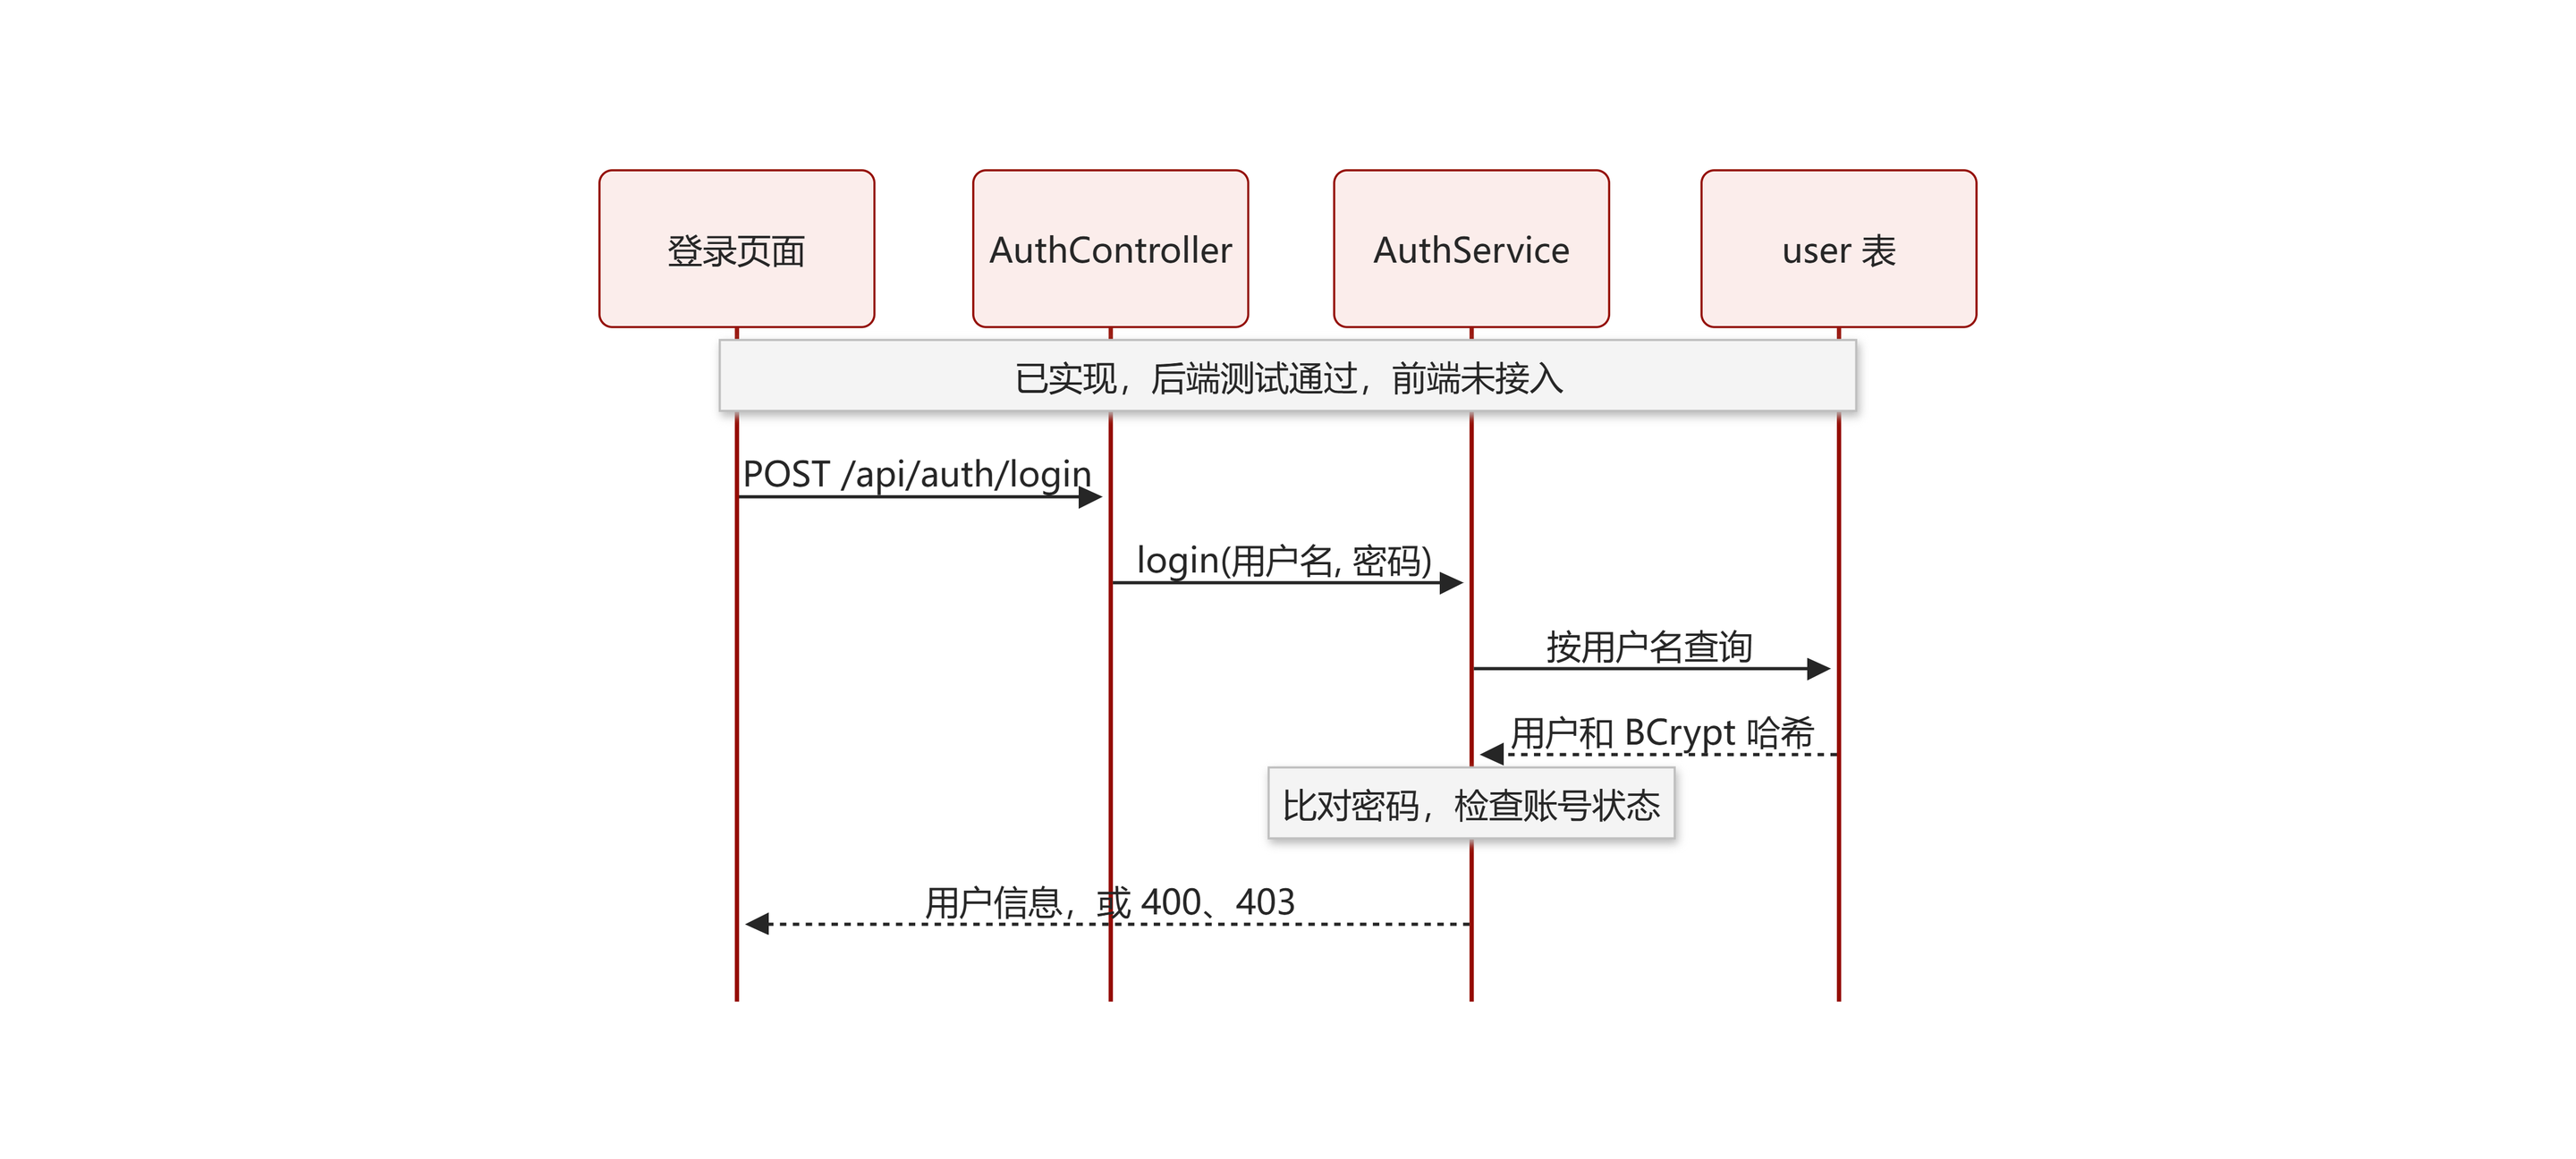 登录页面
AuthController
AuthService
user 表
已实现，后端测试通过，前端未接入
POST /api/auth/login
login(用户名, 密码)
按用户名查询
用户和 BCrypt 哈希
比对密码，检查账号状态
用户信息，或 400、403